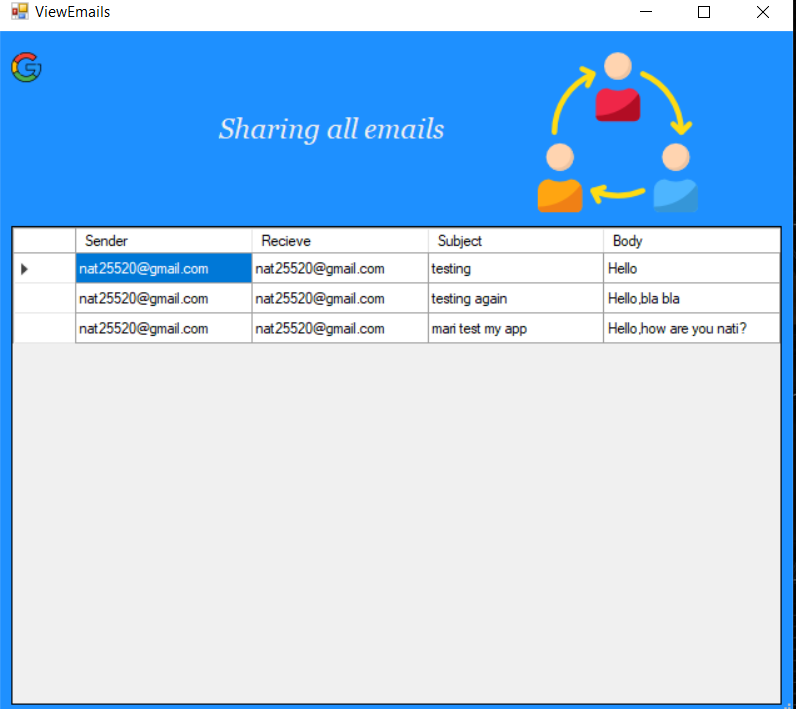 ViewEmails
Sharing all emails
Sender Recieve Subject Body
nat25520@gmail.com nat25520@gmail.com testing Hello
nat25520@gmail.com nat25520@gmail.com testing again Hello,bla bla
nat25520@gmail.com nat25520@gmail.com mari test my app Hello,how are you nati?